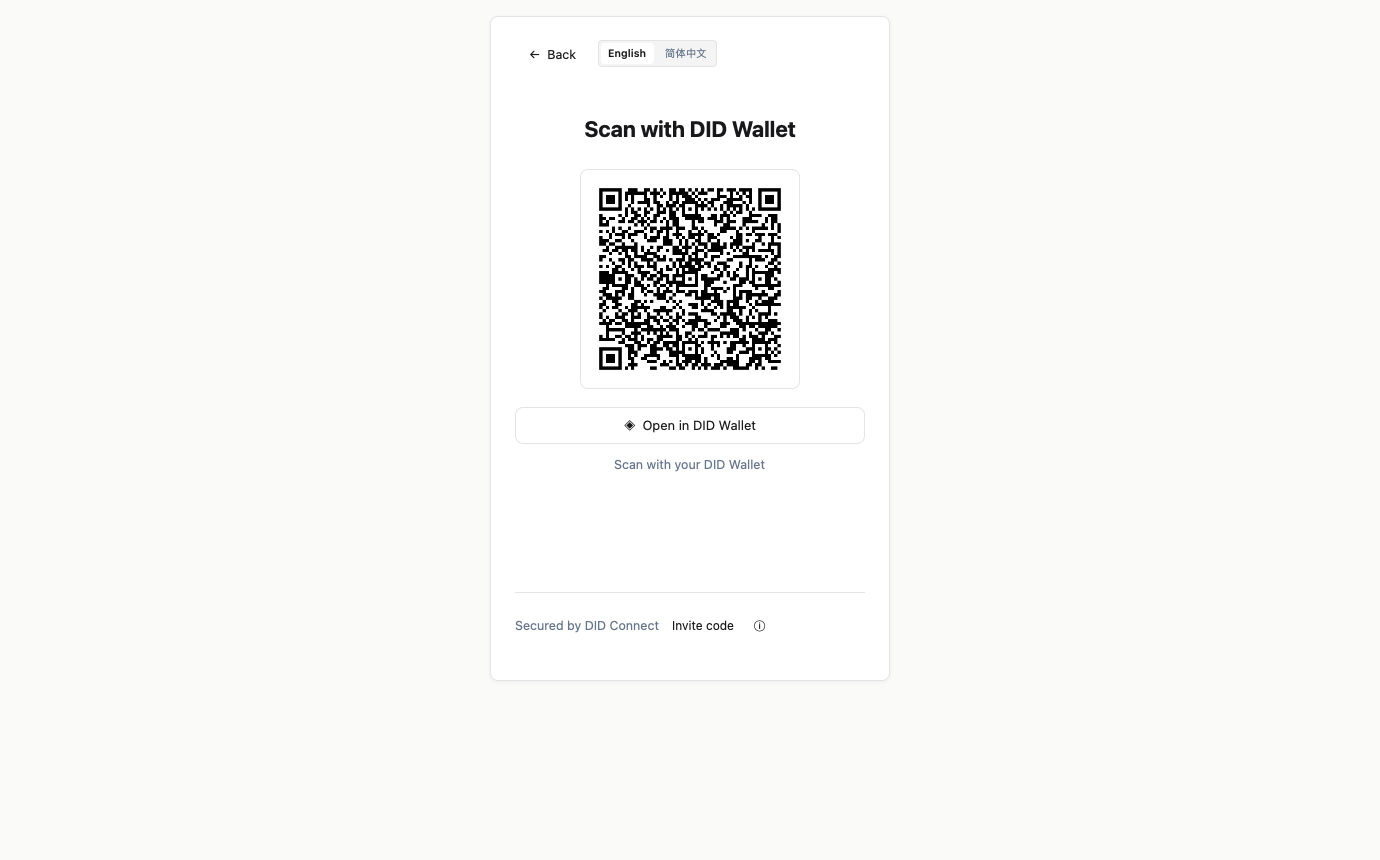 ← Back English 简体中文
Scan with DID Wallet
◈ Open in DID Wallet
Scan with your DID Wallet
Secured by DID Connect Invite code ⓘ